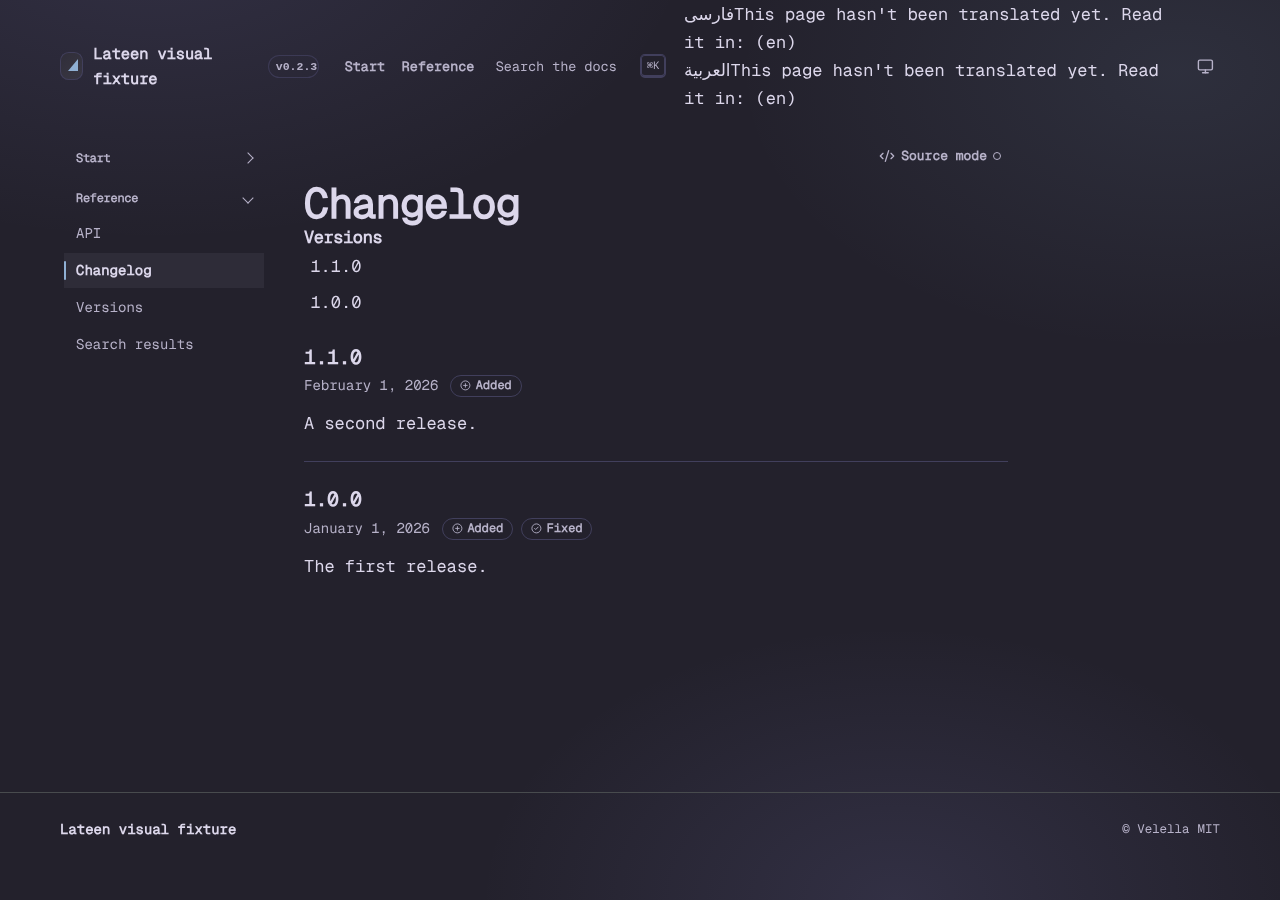 Lateen visual
fixture
v0.2.3
Start
Reference
Search the docs
⌘K
فارسیThis page hasn't been translated yet. Read
it in: (en)
العربيةThis page hasn't been translated yet. Read
it in: (en)
Start
Reference
API
Changelog
Versions
Search results
Source mode
Changelog
Versions
1.1.0
1.0.0
1.1.0
February 1, 2026 Added
A second release.
1.0.0
January 1, 2026 Added Fixed
The first release.
Lateen visual fixture
© Velella MIT